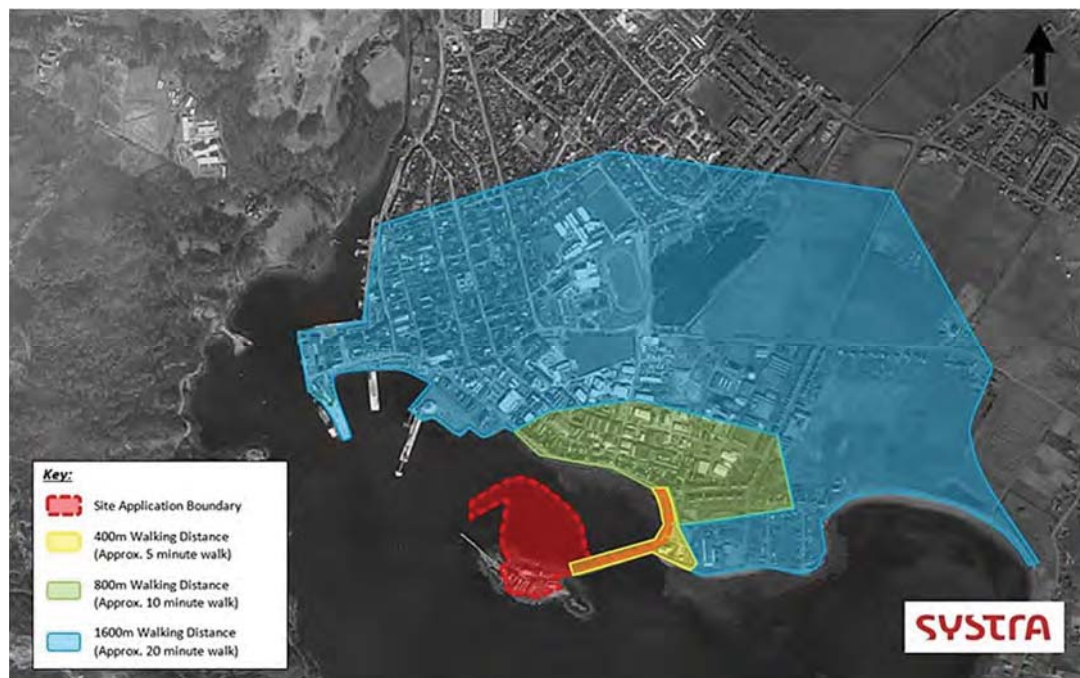 N
Key:
Site Application Boundary
400m Walking Distance
(Approx. 5 minute walk)
800m Walking Distance
(Approx. 10 minute walk)
1600m Walking Distance
(Approx. 20 minute walk)
SYSTRA